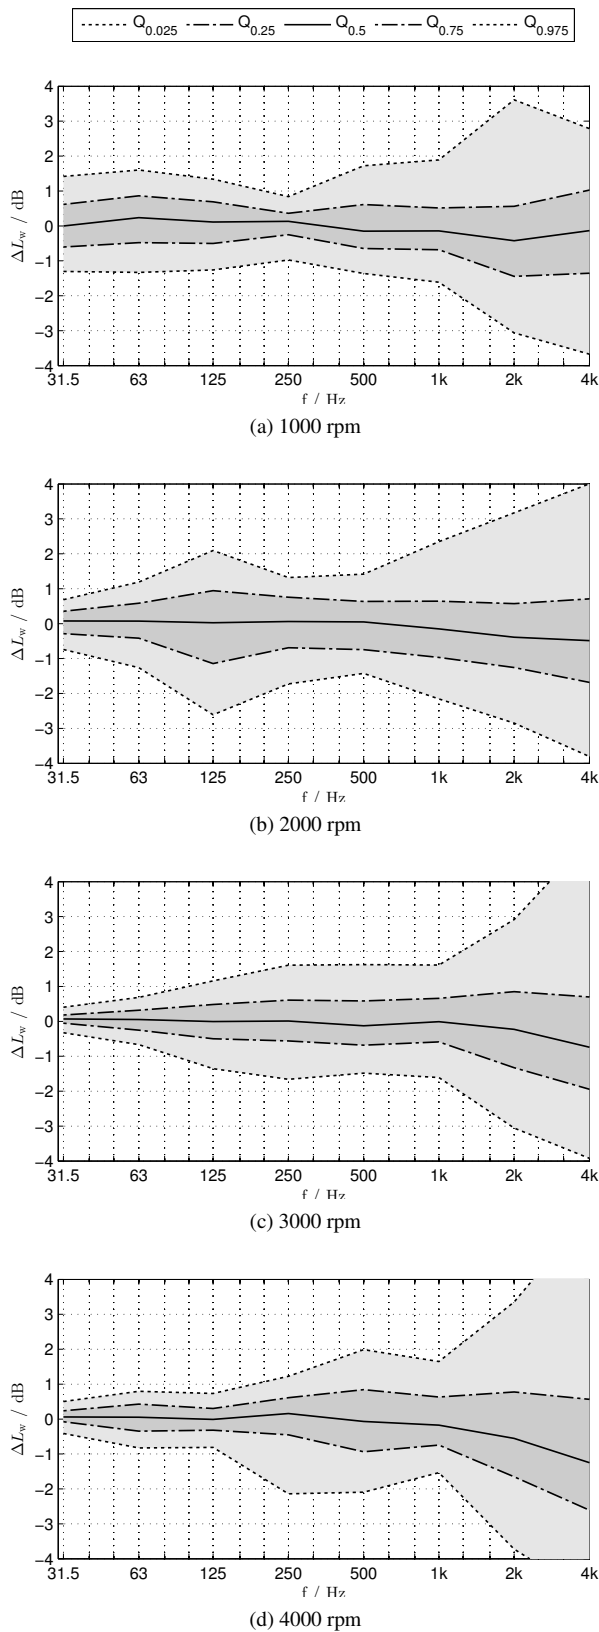 Q0.025 Q0.25 Q0.5 Q0.75 Q0.975
4
3
2
1
0
−1
−2
−3
−4
ΔLw / dB
31.5 63 125 250 500 1k 2k 4k
f / Hz
(a) 1000 rpm
4
3
2
1
0
−1
−2
−3
−4
ΔLw / dB
31.5 63 125 250 500 1k 2k 4k
f / Hz
(b) 2000 rpm
4
3
2
1
0
−1
−2
−3
−4
ΔLw / dB
31.5 63 125 250 500 1k 2k 4k
f / Hz
(c) 3000 rpm
4
3
2
1
0
−1
−2
−3
−4
ΔLw / dB
31.5 63 125 250 500 1k 2k 4k
f / Hz
(d) 4000 rpm